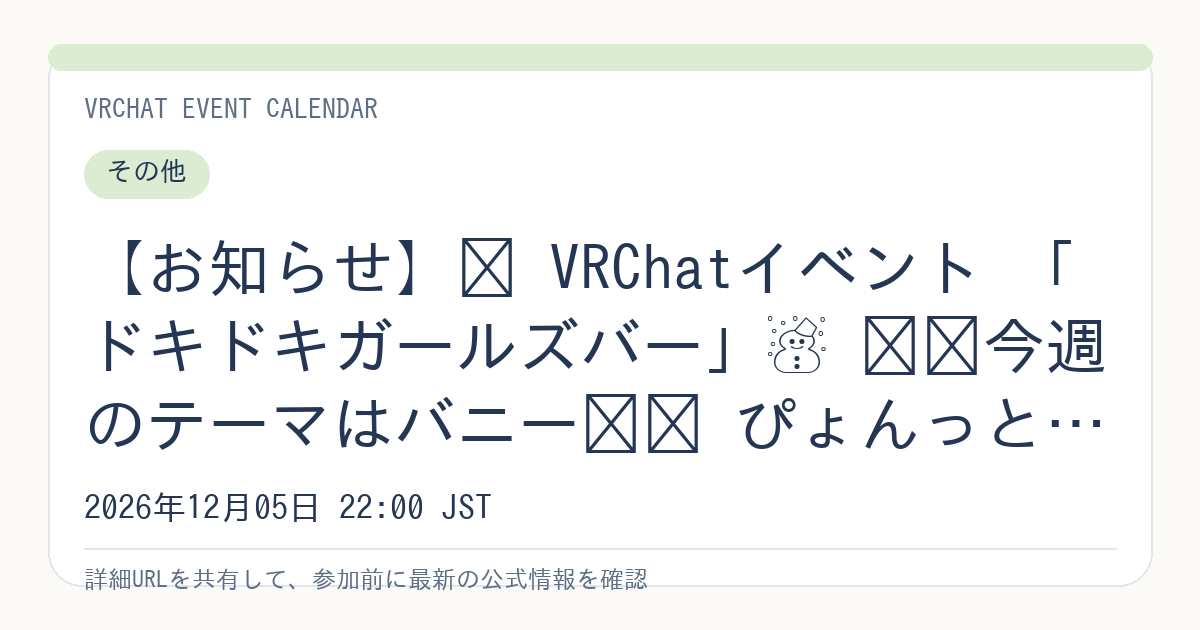 VRCHAT EVENT CALENDAR
その他
【お知らせ】 VRChatイベント 「
ドキドキガールズバー」☃ 今週
のテーマはバニー ぴょんっと…
2026年12月05日 22:00 JST
詳細URLを共有して、参加前に最新の公式情報を確認